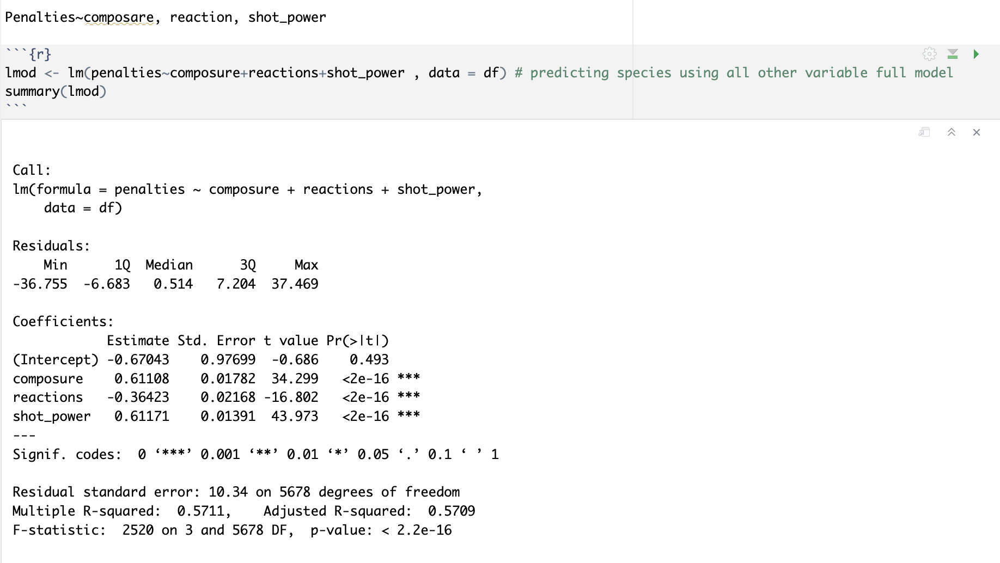 Penalties~composare, reaction, shot_power
```{r}
lmod <- lm(penalties~composure+reactions+shot_power , data = df) # predicting species using all other variable full model
summary(lmod)
```
Call:
lm(formula = penalties ~ composure + reactions + shot_power,
    data = df)
Residuals:
    Min      1Q  Median      3Q     Max
-36.755  -6.683   0.514   7.204  37.469
Coefficients:
            Estimate Std. Error t value Pr(>|t|)
(Intercept) -0.67043    0.97699  -0.686    0.493
composure    0.61108    0.01782  34.299   <2e-16 ***
reactions   -0.36423    0.02168 -16.802   <2e-16 ***
shot_power   0.61171    0.01391  43.973   <2e-16 ***
---
Signif. codes:  0 ‘***’ 0.001 ‘**’ 0.01 ‘*’ 0.05 ‘.’ 0.1 ‘ ’ 1
Residual standard error: 10.34 on 5678 degrees of freedom
Multiple R-squared:  0.5711,    Adjusted R-squared:  0.5709
F-statistic:  2520 on 3 and 5678 DF,  p-value: < 2.2e-16